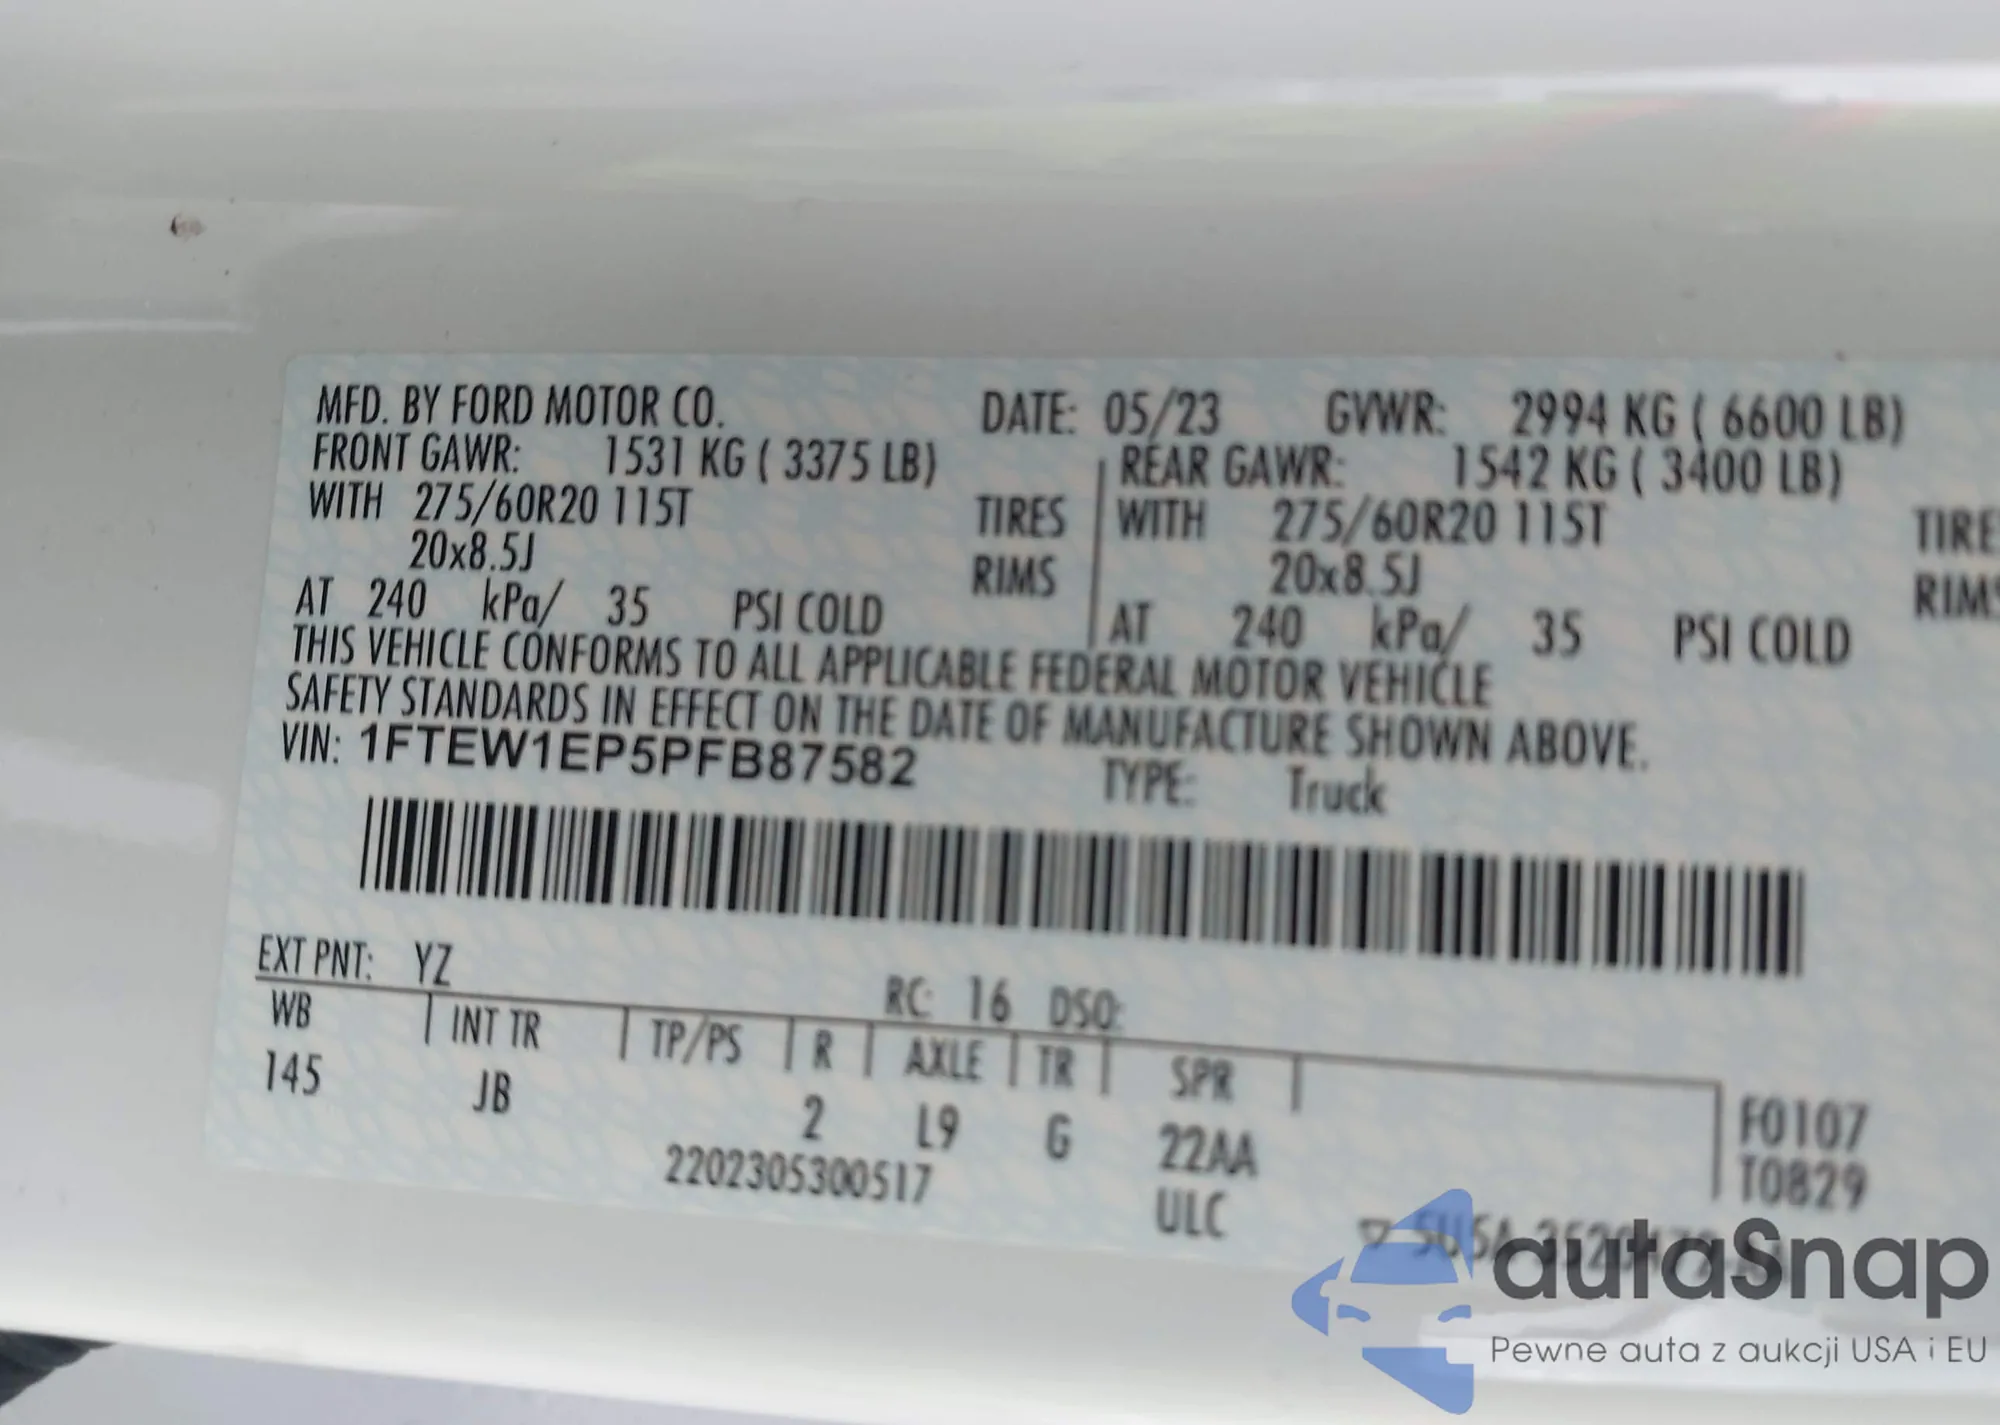 MFD. BY FORD MOTOR CO. DATE: 05/23 GVWR: 2994 KG ( 6600 LB)
FRONT GAWR: 1531 KG ( 3375 LB) REAR GAWR: 1542 KG ( 3400 LB)
WITH 275/60R20 115T TIRES WITH 275/60R20 115T TIRES
20x8.5J RIMS 20x8.5J RIMS
AT 240 kPa/ 35 PSI COLD AT 240 kPa/ 35 PSI COLD
THIS VEHICLE CONFORMS TO ALL APPLICABLE FEDERAL MOTOR VEHICLE
SAFETY STANDARDS IN EFFECT ON THE DATE OF MANUFACTURE SHOWN ABOVE.
VIN: 1FTEW1EP5PFB87582 TYPE: Truck
EXT PNT: YZ RC: 16 DSO:
WB INT TR TP/PS R AXLE TR SPR
145 JB 2 L9 G 22AA F0107
2202305300517 ULC T0829
autaSnap
Pewne auta z aukcji USA i EU